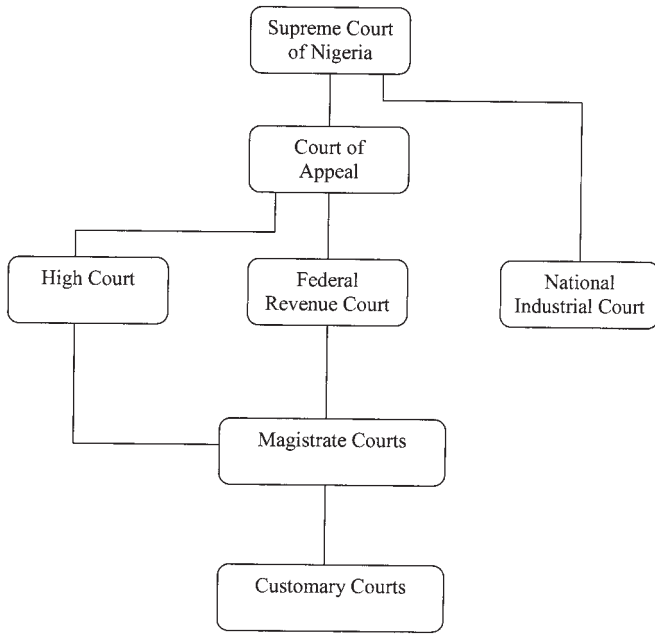 Supreme Court
of Nigeria
Court of
Appeal
High Court
Federal
Revenue Court
National
Industrial Court
Magistrate Courts
Customary Courts